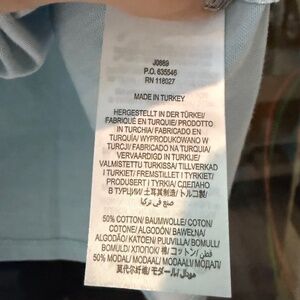 J0869
P.O. 635546
RN 118027
MADE IN TURKEY
HERGESTELLT IN DER TÜRKEI/
FABRIQUÉ EN TURQUIE/ PRODOTTO
IN TURCHIA/ FABRICADO EN
TURQUÍA/ WYPRODUKOWANO W
TURCJI/ FABRICADO NA TURQUIA/
VERVAARDIGD IN TURKIJE/
VALMISTETTU TURKISSA/ TILLVERKAD
I TURKIET/ FREMSTILLET I TYRKIET/
PRODUSERT I TYRKIA/ СДЕЛАНО
В ТУРЦИИ/ 土耳其制造/ トルコ製/
صنع في تركيا
50% COTTON/ BAUMWOLLE/ COTON/
COTONE/ ALGODÓN/ BAWEŁNA/
ALGODÃO/ KATOEN/ PUUVILLA/ BOMULL/
BOMULD/ ХЛОПОК/ 棉/ コットン/ قطن
50% MODAL/ MODAAL/ MODAALI/ МОДАЛ/
莫代尔纤维/ モダール/ مودال